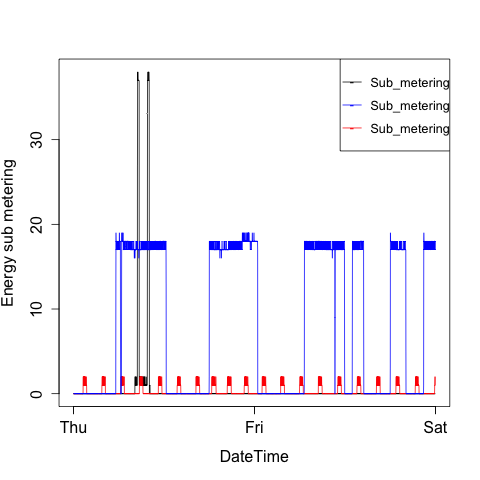 Sub_metering
Sub_metering
Sub_metering
Energy sub metering
0
10
20
30
Thu
Fri
Sat
DateTime